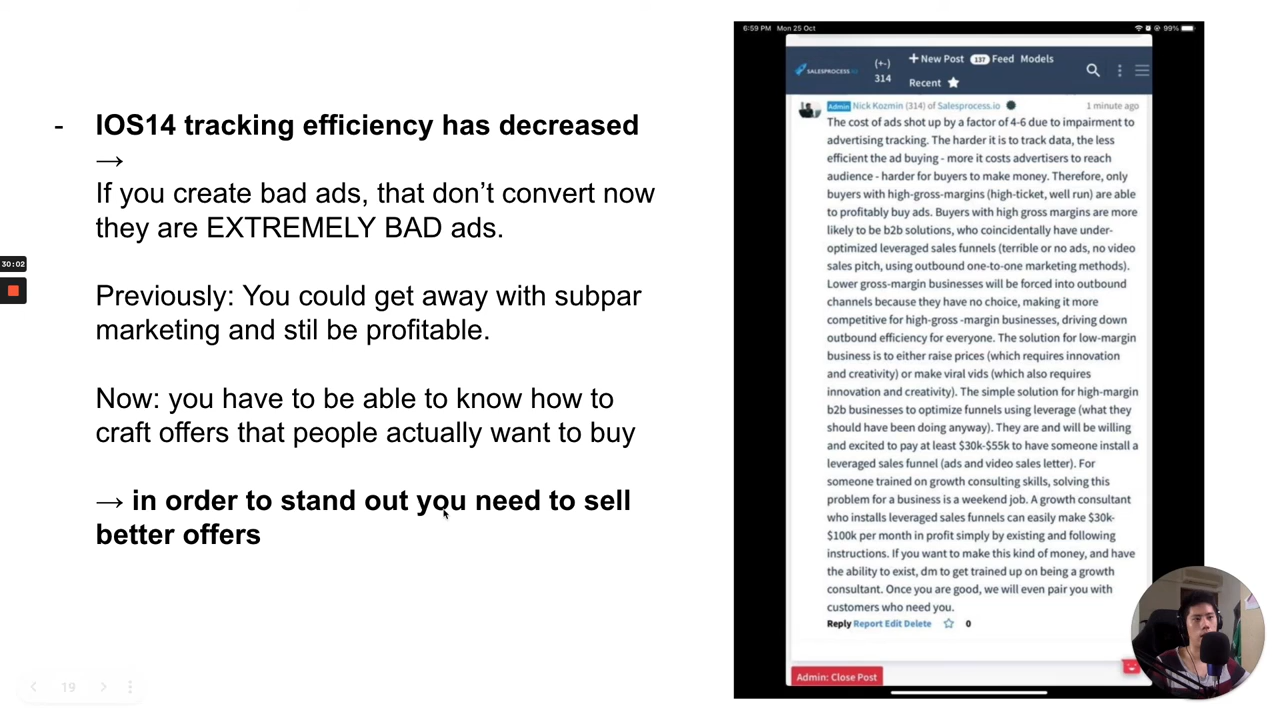 - IOS14 tracking efficiency has decreased
→
If you create bad ads, that don’t convert now
they are EXTREMELY BAD ads.
Previously: You could get away with subpar
marketing and stil be profitable.
Now: you have to be able to know how to
craft offers that people actually want to buy
→ in order to stand out you need to sell
better offers
30:02
19
6:59 PM Mon 25 Oct
99%
SALESPROCESS.IO
(+-)
314
+ New Post 137 Feed Models
Recent
Admin Nick Kozmin (314) of Salesprocess.io 1 minute ago
The cost of ads shot up by a factor of 4-6 due to impairment to
advertising tracking. The harder it is to track data, the less
efficient the ad buying - more it costs advertisers to reach
audience - harder for buyers to make money. Therefore, only
buyers with high-gross-margins (high-ticket, well run) are able
to profitably buy ads. Buyers with high gross margins are more
likely to be b2b solutions, who coincidentally have under-
optimized leveraged sales funnels (terrible or no ads, no video
sales pitch, using outbound one-to-one marketing methods).
Lower gross-margin businesses will be forced into outbound
channels because they have no choice, making it more
competitive for high-gross -margin businesses, driving down
outbound efficiency for everyone. The solution for low-margin
business is to either raise prices (which requires innovation
and creativity) or make viral vids (which also requires
innovation and creativity). The simple solution for high-margin
b2b businesses to optimize funnels using leverage (what they
should have been doing anyway). They are and will be willing
and excited to pay at least $30k-$55k to have someone install a
leveraged sales funnel (ads and video sales letter). For
someone trained on growth consulting skills, solving this
problem for a business is a weekend job. A growth consultant
who installs leveraged sales funnels can easily make $30k-
$100k per month in profit simply by existing and following
instructions. If you want to make this kind of money, and have
the ability to exist, dm to get trained up on being a growth
consultant. Once you are good, we will even pair you with
customers who need you.
Reply Report Edit Delete 0
Admin: Close Post